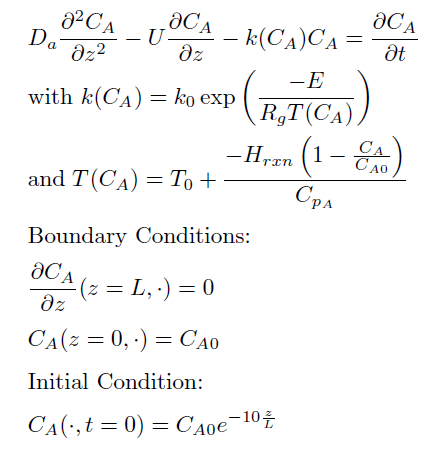 $D_a \frac{\partial^2 C_A}{\partial z^2} - U \frac{\partial C_A}{\partial z} - k(C_A)C_A = \frac{\partial C_A}{\partial t}$
with $k(C_A) = k_0 \exp\left(\frac{-E}{R_g T(C_A)}\right)$
and $T(C_A) = T_0 + \frac{-H_{rxn}\left(1 - \frac{C_A}{C_{A0}}\right)}{C_{p_A}}$
Boundary Conditions:
$\frac{\partial C_A}{\partial z}(z = L, \cdot) = 0$
$C_A(z = 0, \cdot) = C_{A0}$
Initial Condition:
$C_A(\cdot, t = 0) = C_{A0} e^{-10\frac{z}{L}}$